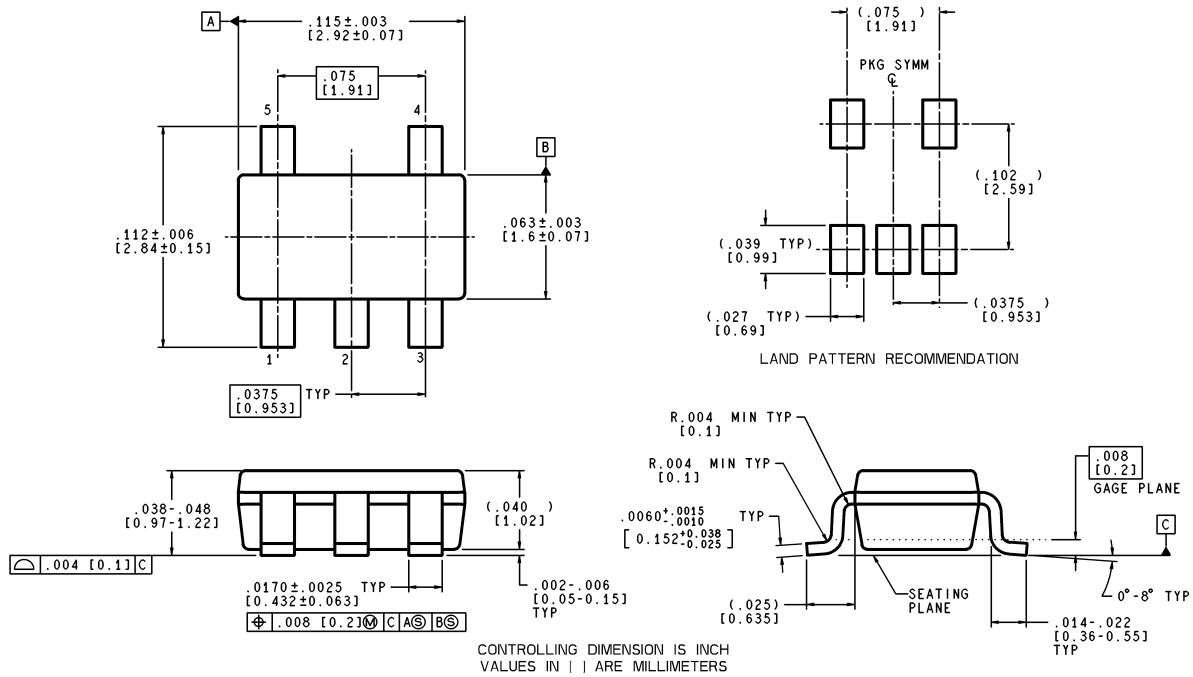 A
.115±.003
[2.92±0.07]
.075
[1.91]
5
4
B
.112±.006
[2.84±0.15]
.063±.003
[1.6±0.07]
1
2
3
.0375 TYP
[0.953]
(.075 )
[1.91]
PKG SYMM
℄
(.102 )
[2.59]
(.039 TYP)
[0.99]
(.027 TYP)
[0.69]
(.0375 )
[0.953]
LAND PATTERN RECOMMENDATION
.038-.048
[0.97-1.22]
(.040 )
[1.02]
⌓ .004 [0.1] C
.0170±.0025 TYP
[0.432±0.063]
⌖ .008 [0.2]Ⓜ C AⓈ BⓈ
.002-.006
[0.05-0.15]
TYP
R.004 MIN TYP
[0.1]
R.004 MIN TYP
[0.1]
.0060+.0015-.0010 TYP
[0.152+0.038-0.025]
.008
[0.2]
GAGE PLANE
C
SEATING
PLANE
0°-8° TYP
(.025)
[0.635]
.014-.022
[0.36-0.55]
TYP
CONTROLLING DIMENSION IS INCH
VALUES IN [ ] ARE MILLIMETERS